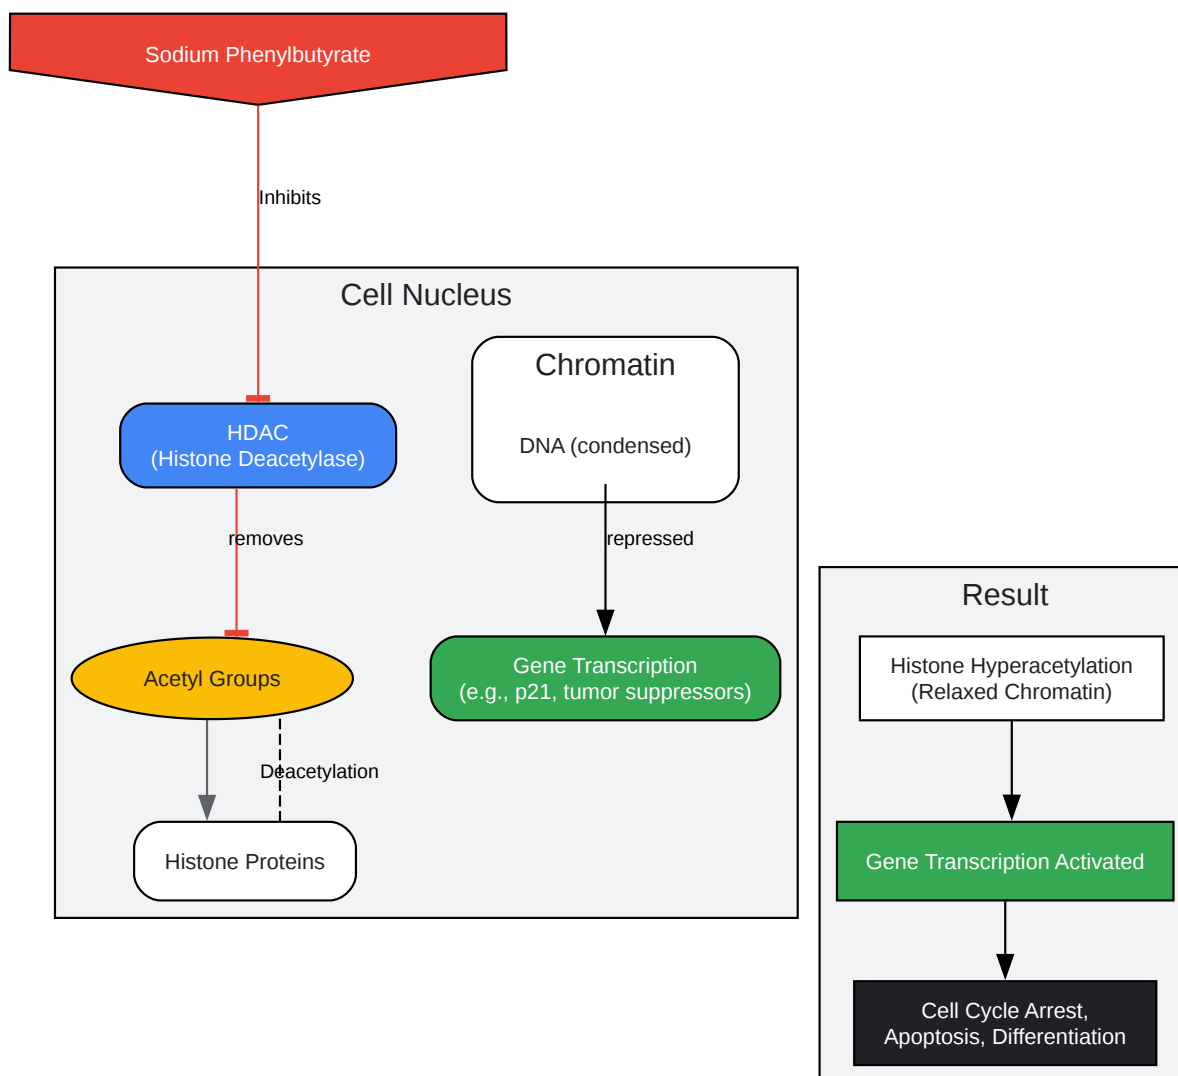 Sodium Phenylbutyrate
Inhibits
Cell Nucleus
Chromatin
HDAC
(Histone Deacetylase)
DNA (condensed)
removes
repressed
Acetyl Groups
Gene Transcription
(e.g., p21, tumor suppressors)
Deacetylation
Histone Proteins
Result
Histone Hyperacetylation
(Relaxed Chromatin)
Gene Transcription Activated
Cell Cycle Arrest,
Apoptosis, Differentiation